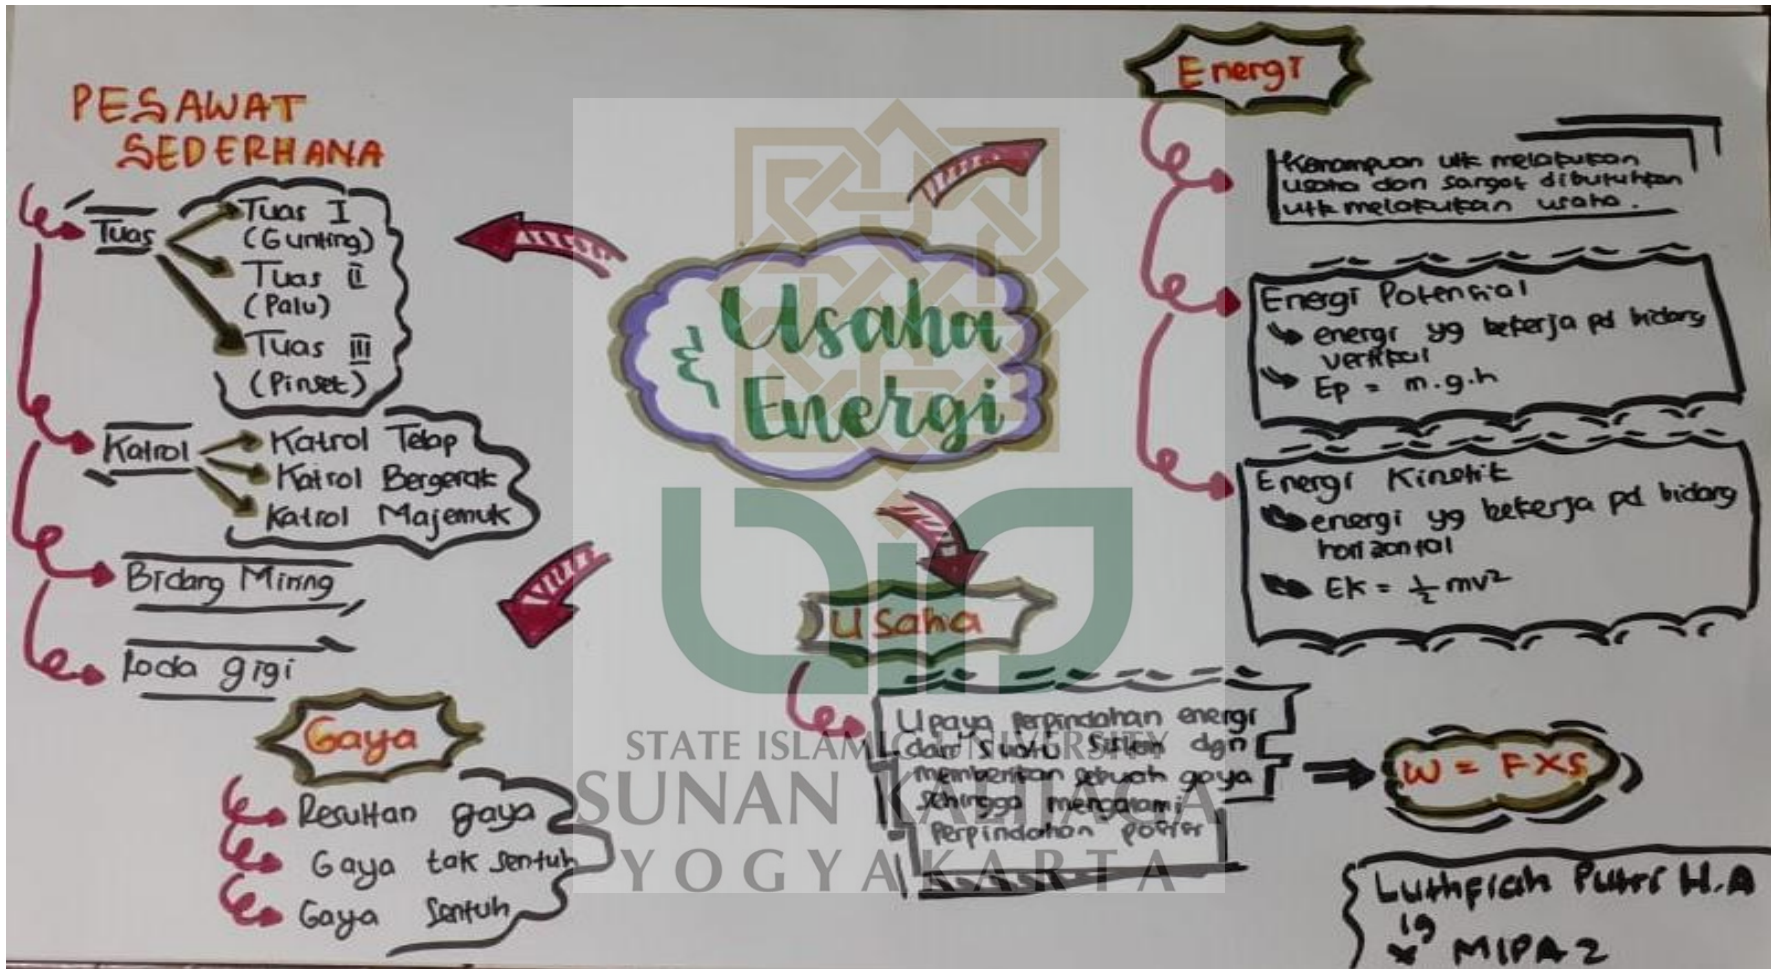 PESAWAT
SEDERHANA
Tuas
Tuas I
(Gunting)
Tuas II
(Palu)
Tuas III
(Pinset)
Katrol
Katrol Tetap
Katrol Bergerak
Katrol Majemuk
Bidang Miring
Roda gigi
Gaya
Resultan gaya
Gaya tak sentuh
Gaya Sentuh
Usaha
& Energi
Energi
Kemampuan utk melakukan
usaha dan sangat dibutuhkan
utk melakukan usaha.
Energi Potensial
energi yg bekerja pd bidang
vertikal
Ep = m.g.h
Energi Kinetik
energi yg bekerja pd bidang
horizontal
EK = 1/2 mv²
Usaha
Upaya perpindahan energi
dari suatu sistem dgn
memberikan sebuah gaya
sehingga mengalami
perpindahan posisi
W = F X S
Luthfiah Putri H.A
19
X MIPA 2
STATE ISLAMIC UNIVERSITY
SUNAN KALIJAGA
YOGYAKARTA